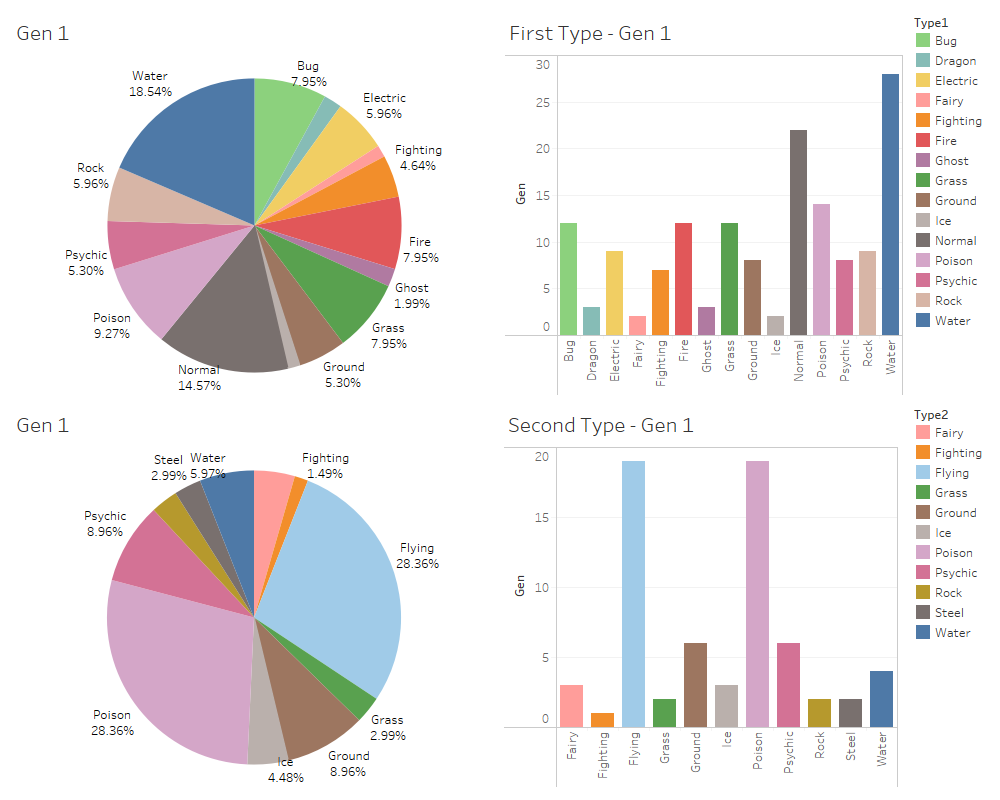 Gen 1
Water
18.54%
Bug
7.95%
Electric
5.96%
Fighting
4.64%
Rock
5.96%
Psychic
5.30%
Fire
7.95%
Ghost
1.99%
Poison
9.27%
Grass
7.95%
Normal
14.57%
Ground
5.30%
First Type - Gen 1
Gen
30
25
20
15
10
5
0
Bug
Dragon
Electric
Fairy
Fighting
Fire
Ghost
Grass
Ground
Ice
Normal
Poison
Psychic
Rock
Water
Type1
Bug
Dragon
Electric
Fairy
Fighting
Fire
Ghost
Grass
Ground
Ice
Normal
Poison
Psychic
Rock
Water
Gen 1
Steel
2.99%
Water
5.97%
Fighting
1.49%
Psychic
8.96%
Flying
28.36%
Poison
28.36%
Grass
2.99%
Ice
4.48%
Ground
8.96%
Second Type - Gen 1
Gen
20
15
10
5
0
Fairy
Fighting
Flying
Grass
Ground
Ice
Poison
Psychic
Rock
Steel
Water
Type2
Fairy
Fighting
Flying
Grass
Ground
Ice
Poison
Psychic
Rock
Steel
Water